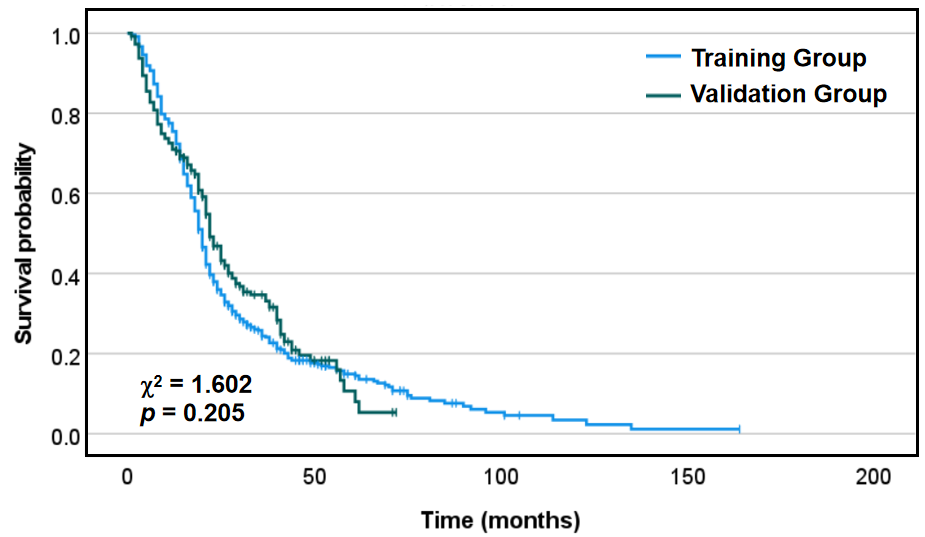 1.0
0.8
0.6
0.4
0.2
0.0
Survival probability
Training Group
Validation Group
χ² = 1.602
p = 0.205
0 50 100 150 200
Time (months)